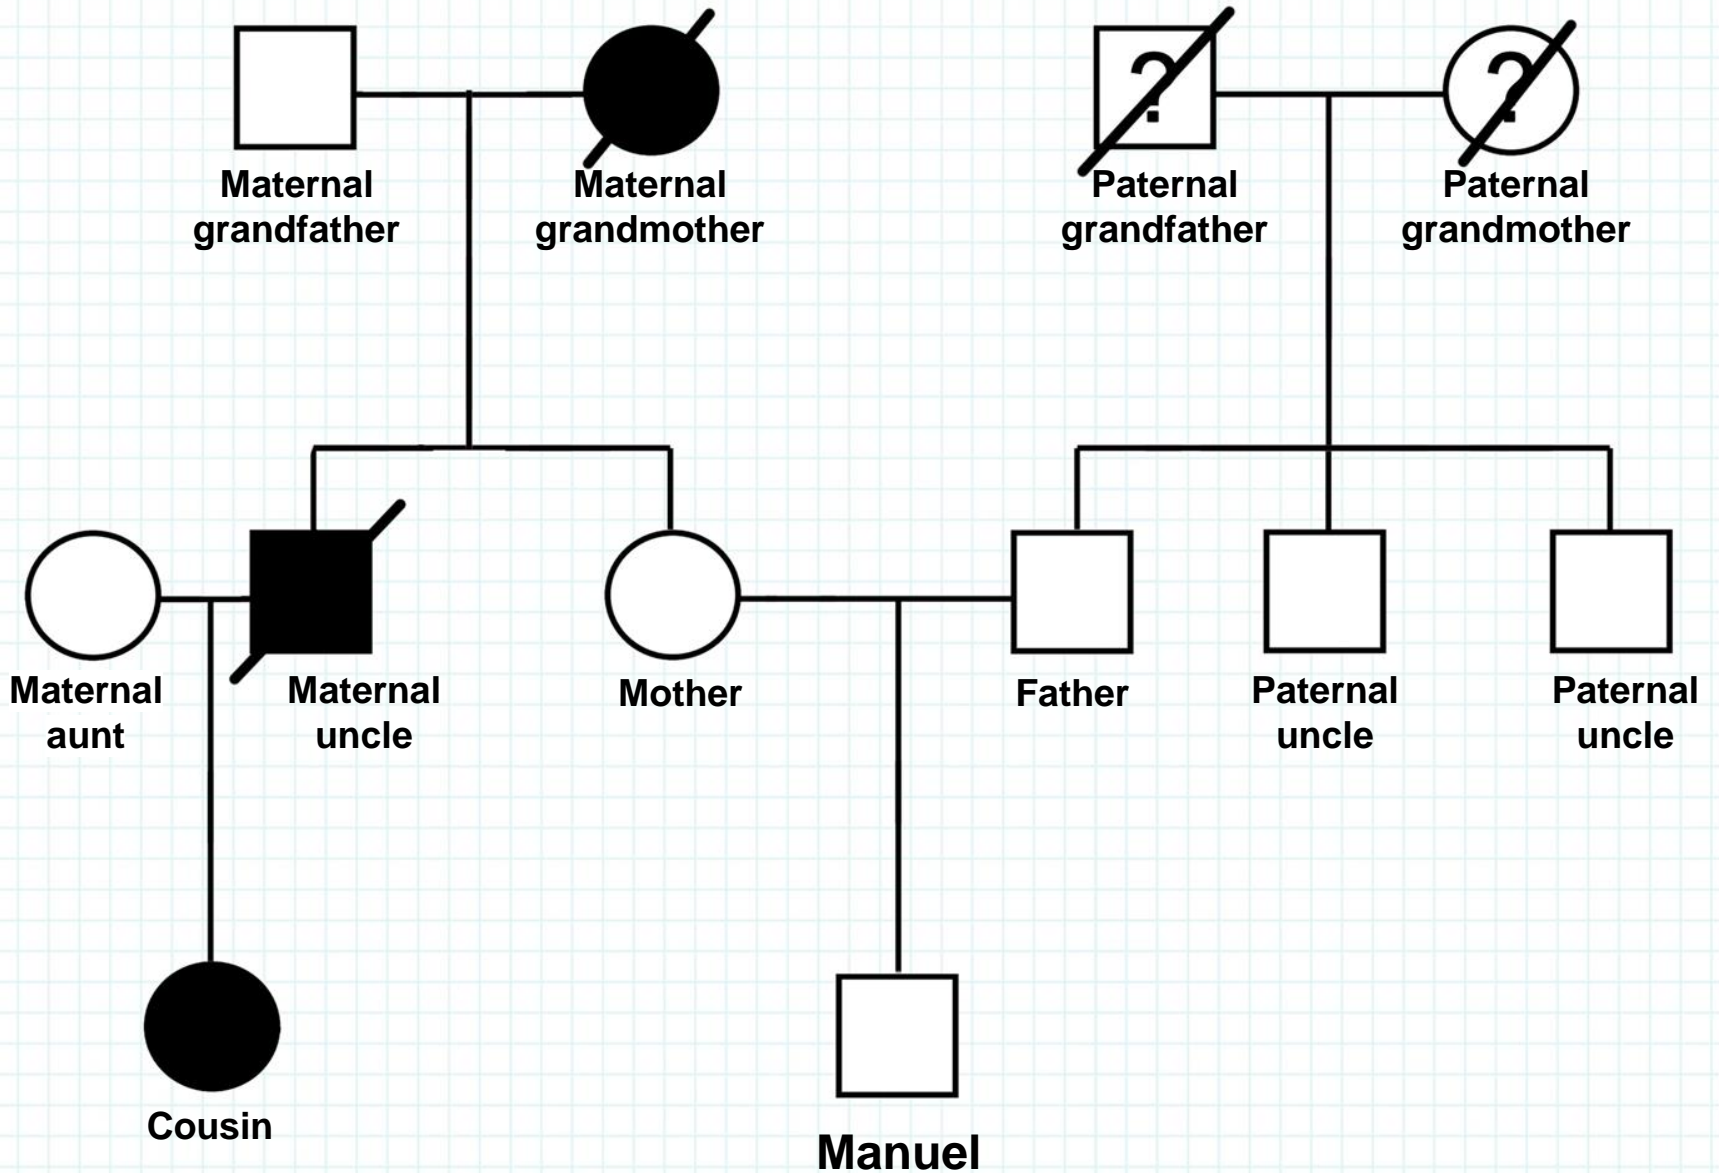 ?
?
Maternal
grandfather
Maternal
grandmother
Paternal
grandfather
Paternal
grandmother
Maternal
aunt
Maternal
uncle
Mother
Father
Paternal
uncle
Paternal
uncle
Cousin
Manuel